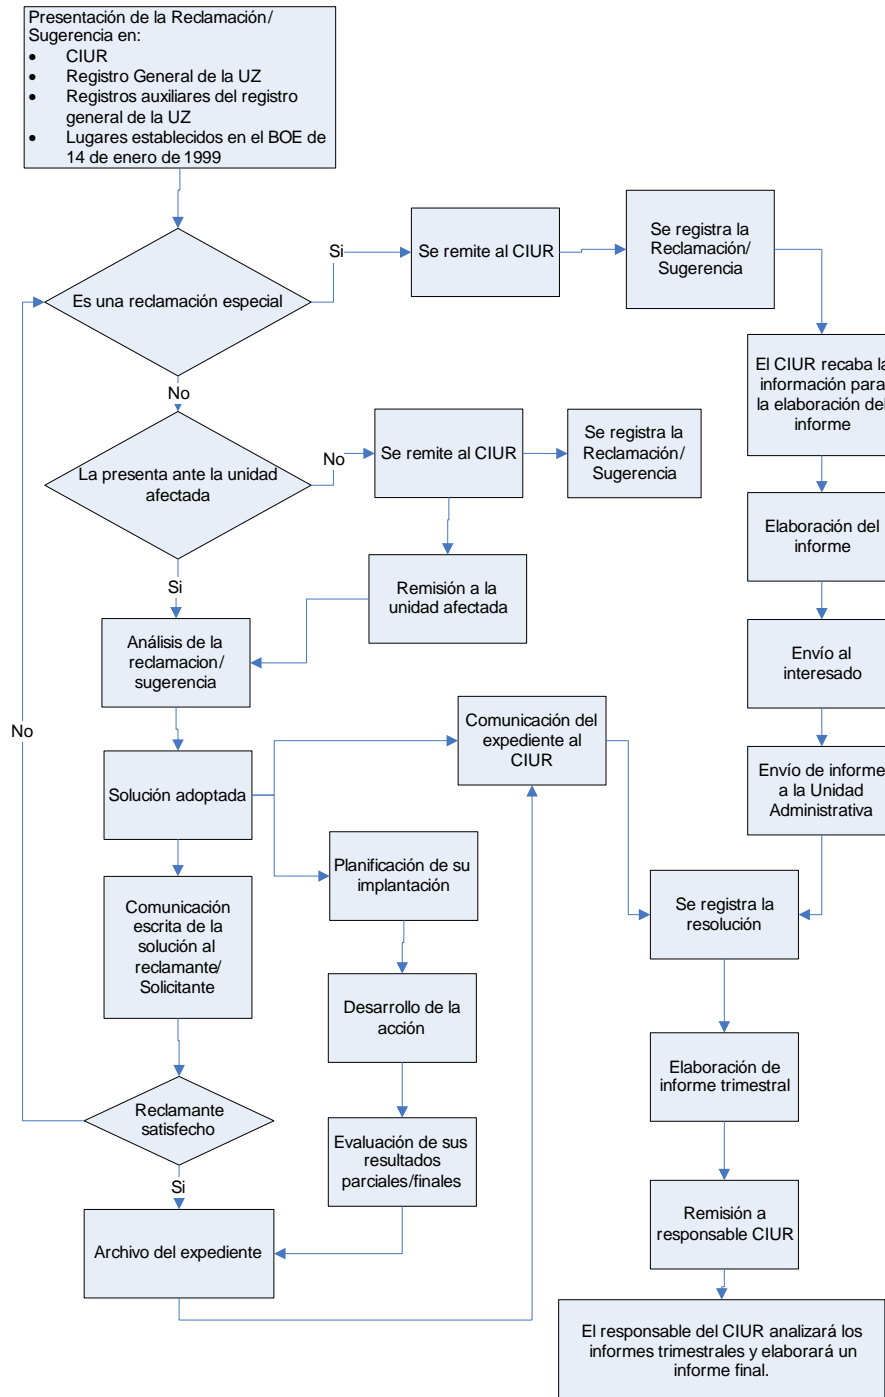 Presentación de la Reclamación/
Sugerencia en:
• CIUR
• Registro General de la UZ
• Registros auxiliares del registro
general de la UZ
• Lugares establecidos en el BOE de
14 de enero de 1999
Es una reclamación especial
Si
Se remite al CIUR
Se registra la
Reclamación/
Sugerencia
El CIUR recaba la
información para
la elaboración del
informe
No
La presenta ante la unidad
afectada
No
Se remite al CIUR
Se registra la
Reclamación/
Sugerencia
Elaboración del
informe
Si
Remisión a la
unidad afectada
Análisis de la
reclamacion/
sugerencia
Envío al
interesado
No
Solución adoptada
Comunicación del
expediente al
CIUR
Envío de informe
a la Unidad
Administrativa
Planificación de su
implantación
Comunicación
escrita de la
solución al
reclamante/
Solicitante
Se registra la
resolución
Desarrollo de la
acción
Elaboración de
informe trimestral
Reclamante
satisfecho
Evaluación de sus
resultados
parciales/finales
Si
Archivo del expediente
Remisión a
responsable CIUR
El responsable del CIUR analizará los
informes trimestrales y elaborará un
informe final.